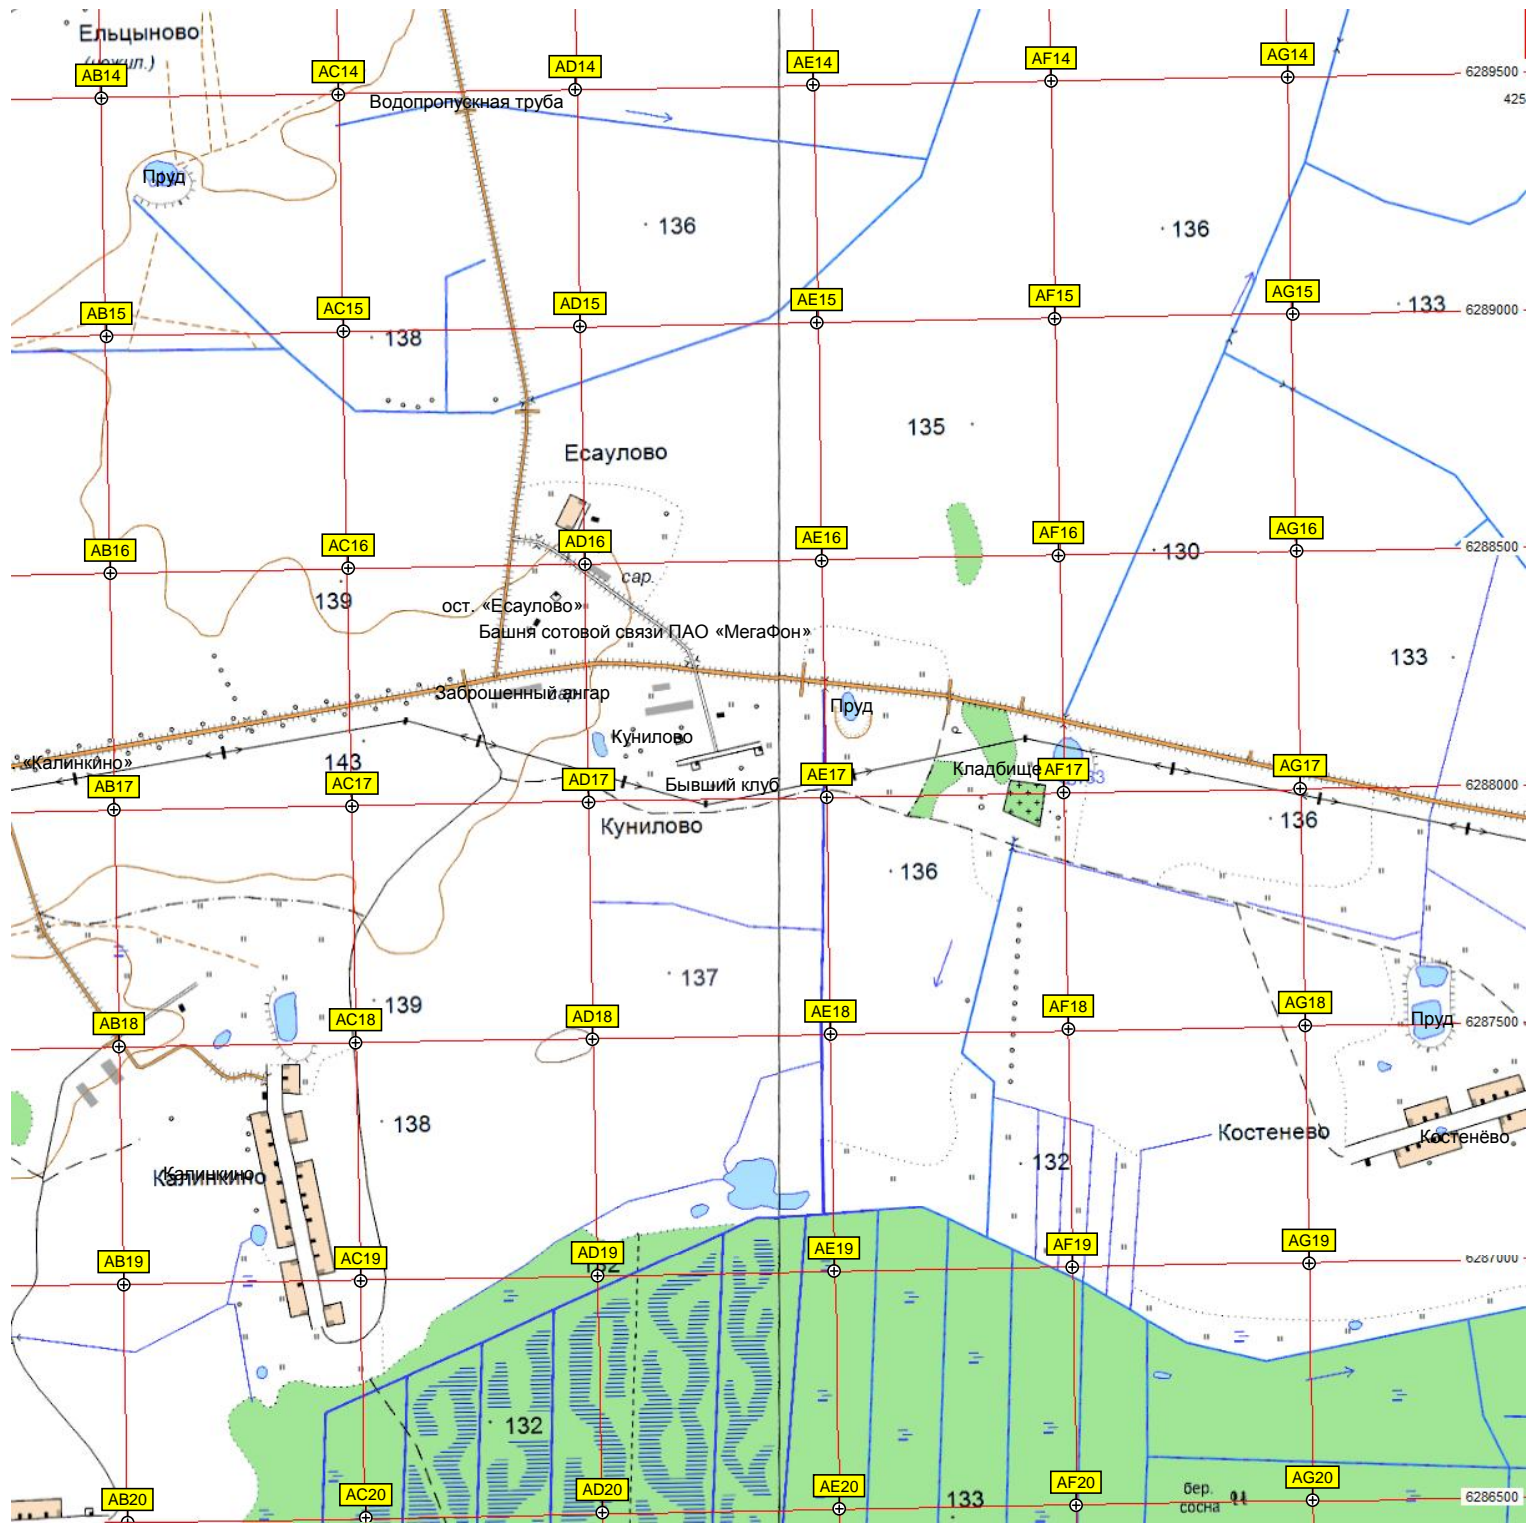 Ельцыново
(нежил.)
AB14
AC14
AD14
AE14
AF14
AG14
6289500
425
Водопропускная труба
Пруд
136
136
AB15
AC15
AD15
AE15
AF15
AG15
133
6289000
138
135
Есаулово
AB16
AC16
AD16
AE16
AF16
AG16
130
6288500
сар.
139
ост. «Есаулово»
Башня сотовой связи ПАО «МегаФон»
133
Заброшенный ангар
Пруд
Кунилово
«Калинкино»
143
Кладбище
AB17
AC17
AD17
Бывший клуб
AE17
AF17
AG17
6288000
Кунилово
136
136
137
139
AB18
AC18
AD18
AE18
AF18
AG18
Пруд
6287500
138
Костенево
Костенёво
132
Калинкино
Калинкино
AB19
AC19
AD19
AE19
AF19
AG19
6287000
132
132
AB20
AC20
AD20
AE20
133
AF20
бер.
сосна
AG20
6286500